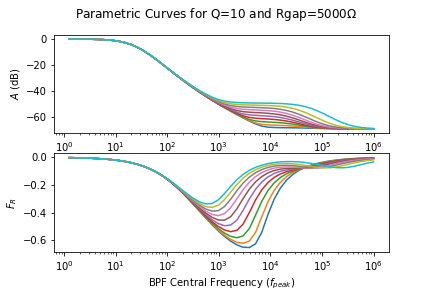 Parametric Curves for Q=10 and Rgap=5000Ω
0
−20
−40
−60
A (dB)
10⁰ 10¹ 10² 10³ 10⁴ 10⁵ 10⁶
0.0
−0.2
−0.4
−0.6
F_R
10⁰ 10¹ 10² 10³ 10⁴ 10⁵ 10⁶
BPF Central Frequency (f_peak)